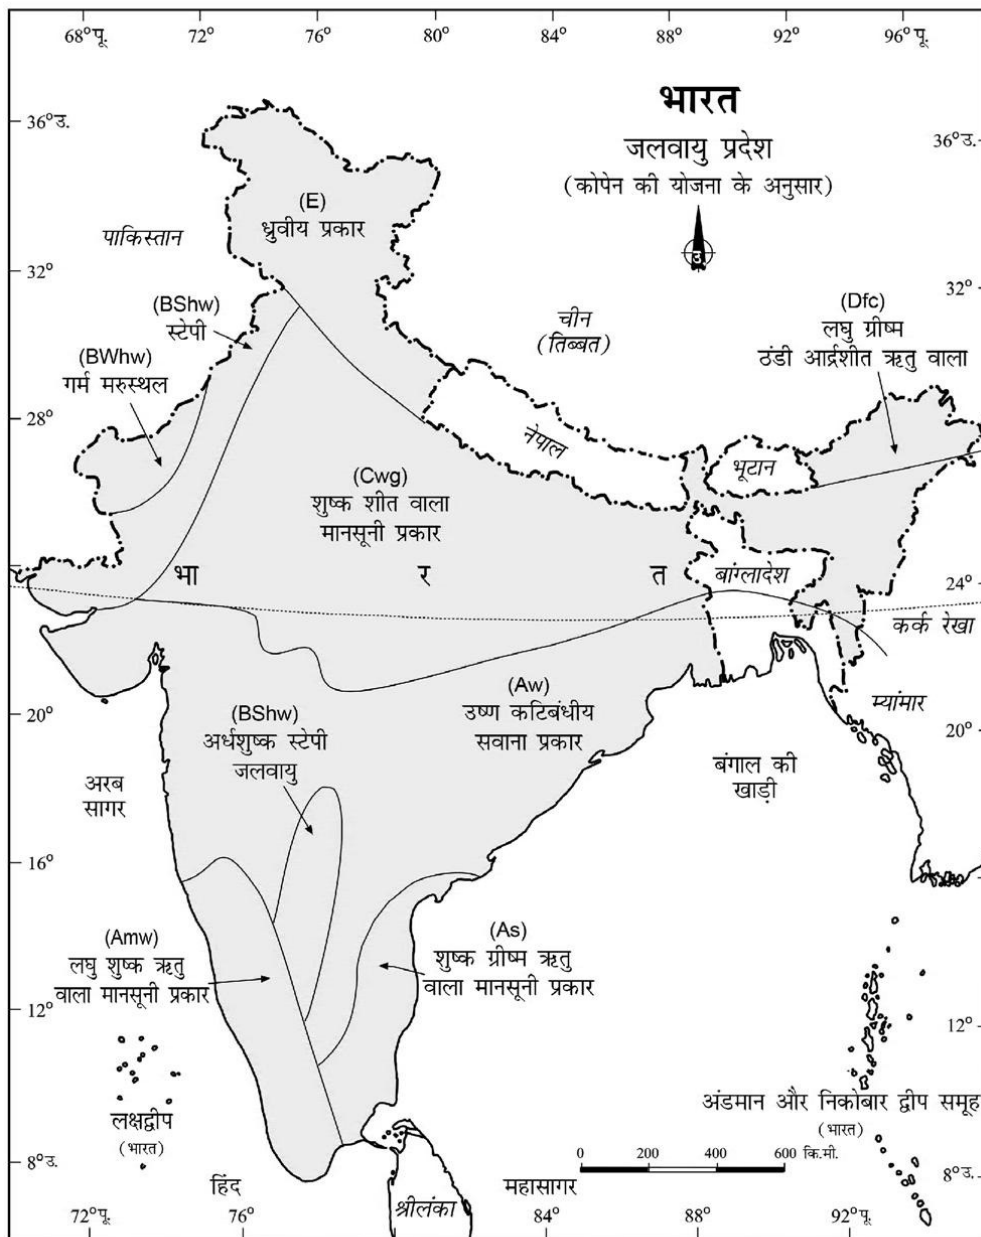 68°पू.
72°
76°
80°
84°
88°
92°
96°पू.
भारत
जलवायु प्रदेश
(कोपेन की योजना के अनुसार)
उ
36°उ.
36°उ.
(E)
ध्रुवीय प्रकार
पाकिस्तान
32°
32°
(BShw)
स्टेपी
(BWhw)
गर्म मरुस्थल
चीन
(तिब्बत)
(Dfc)
लघु ग्रीष्म
ठंडी आर्द्रशीत ऋतु वाला
28°
नेपाल
भूटान
(Cwg)
शुष्क शीत वाला
मानसूनी प्रकार
भा र त
बांग्लादेश
24°
कर्क रेखा
म्यांमार
20°
20°
(Aw)
उष्ण कटिबंधीय
सवाना प्रकार
(BShw)
अर्धशुष्क स्टेपी
जलवायु
अरब
सागर
बंगाल की
खाड़ी
16°
(Amw)
लघु शुष्क ऋतु
वाला मानसूनी प्रकार
(As)
शुष्क ग्रीष्म ऋतु
वाला मानसूनी प्रकार
12°
12°
लक्षद्वीप
(भारत)
अंडमान और निकोबार द्वीप समूह
(भारत)
0 200 400 600 कि.मी.
8°उ.
8°उ.
हिंद
महासागर
श्रीलंका
72°पू.
76°
84°
88°
92°पू.